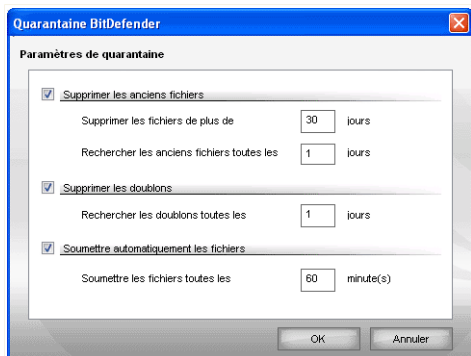 Quarantaine BitDefender
Paramètres de quarantaine
Supprimer les anciens fichiers
Supprimer les fichiers de plus de 30 jours
Rechercher les anciens fichiers toutes les 1 jours
Supprimer les doublons
Rechercher les doublons toutes les 1 jours
Soumettre automatiquement les fichiers
Soumettre les fichiers toutes les 60 minute(s)
OK Annuler